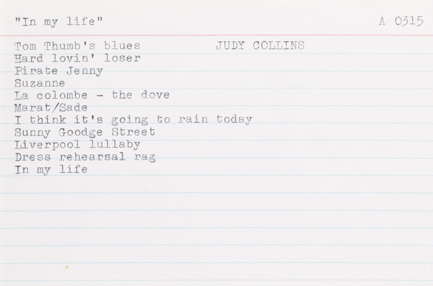 "In my life" A 0315
Tom Thumb's blues JUDY COLLINS
Hard lovin' loser
Pirate Jenny
Suzanne
La colombe - the dove
Marat/Sade
I think it's going to rain today
Sunny Goodge Street
Liverpool lullaby
Dress rehearsal rag
In my life